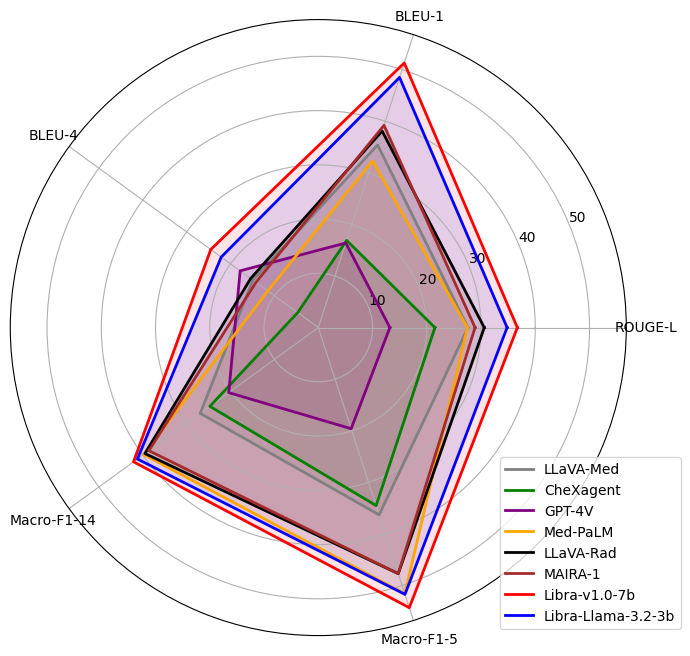 BLEU-1
BLEU-4
50
40
30
20
10
ROUGE-L
Macro-F1-14
Macro-F1-5
LLaVA-Med
CheXagent
GPT-4V
Med-PaLM
LLaVA-Rad
MAIRA-1
Libra-v1.0-7b
Libra-Llama-3.2-3b